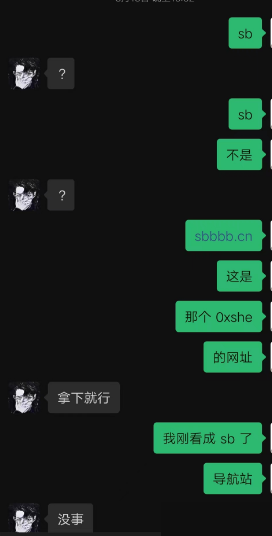 sb
?
sb
不是
?
sbbbb.cn
这是
那个 0xshe
的网址
拿下就行
我刚看成 sb 了
导航站
没事